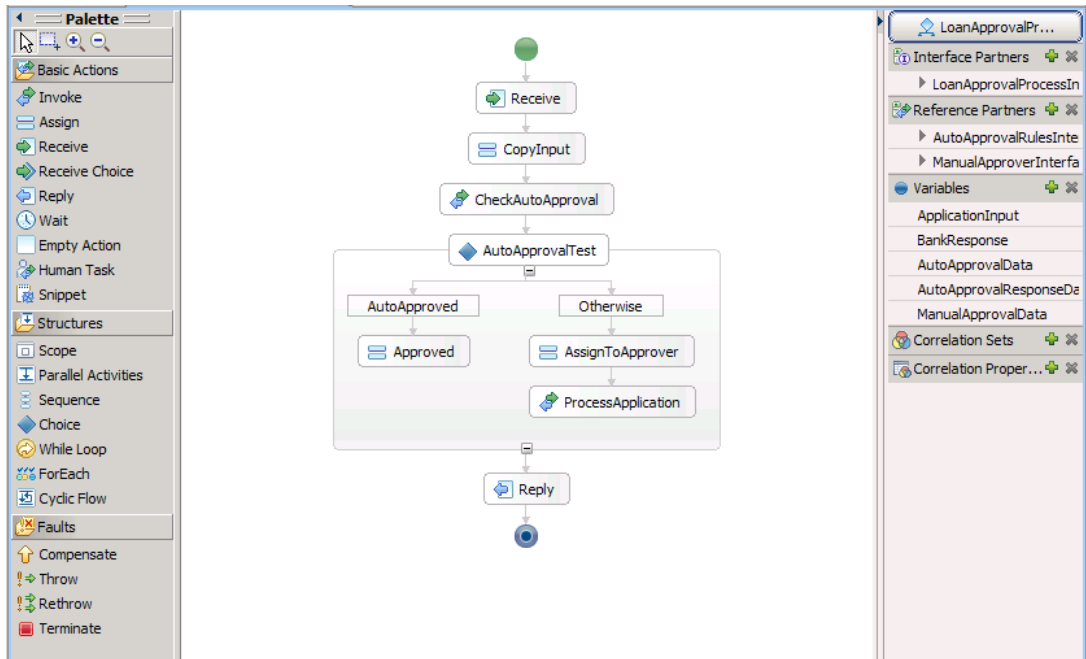 Palette
Basic Actions
Invoke
Assign
Receive
Receive Choice
Reply
Wait
Empty Action
Human Task
Snippet
Structures
Scope
Parallel Activities
Sequence
Choice
While Loop
ForEach
Cyclic Flow
Faults
Compensate
Throw
Rethrow
Terminate
Receive
CopyInput
CheckAutoApproval
AutoApprovalTest
AutoApproved
Otherwise
Approved
AssignToApprover
ProcessApplication
Reply
LoanApprovalPr...
Interface Partners
LoanApprovalProcessIn
Reference Partners
AutoApprovalRulesInte
ManualApproverInterfa
Variables
ApplicationInput
BankResponse
AutoApprovalData
AutoApprovalResponseDa
ManualApprovalData
Correlation Sets
Correlation Proper...